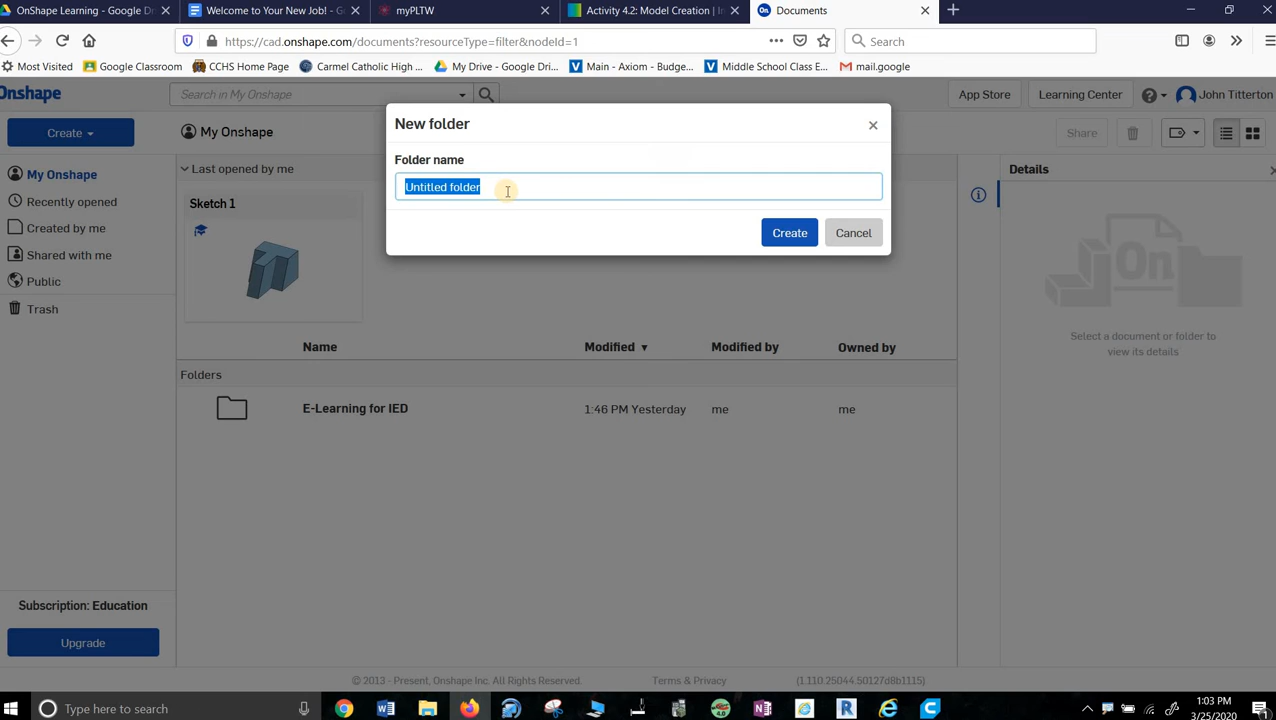 OnShape Learning - Google D
Welcome to Your New Job! - G
myPLTW
Activity 4.2: Model Creation | In
Documents
https://cad.onshape.com/documents?resourceType=filter&nodeId=1
Search
Most Visited
Google Classroom
CCHS Home Page
Carmel Catholic High ...
My Drive - Google Dri...
Main - Axiom - Budge...
Middle School Class E...
mail.google
Onshape
Search in My Onshape
App Store
Learning Center
John Titterton
Create
My Onshape
New folder
Share
Folder name
Untitled folder
Create
Cancel
My Onshape
Recently opened
Created by me
Shared with me
Public
Trash
Last opened by me
Sketch 1
Details
On
Select a document or folder to
view its details
Name
Modified
Modified by
Owned by
Folders
E-Learning for IED
1:46 PM Yesterday
me
me
Subscription: Education
Upgrade
© 2013 - Present, Onshape Inc. All Rights Reserved.
Terms & Privacy
(1.110.25044.50127d8b1115)
Type here to search
1:03 PM
3/25/2020